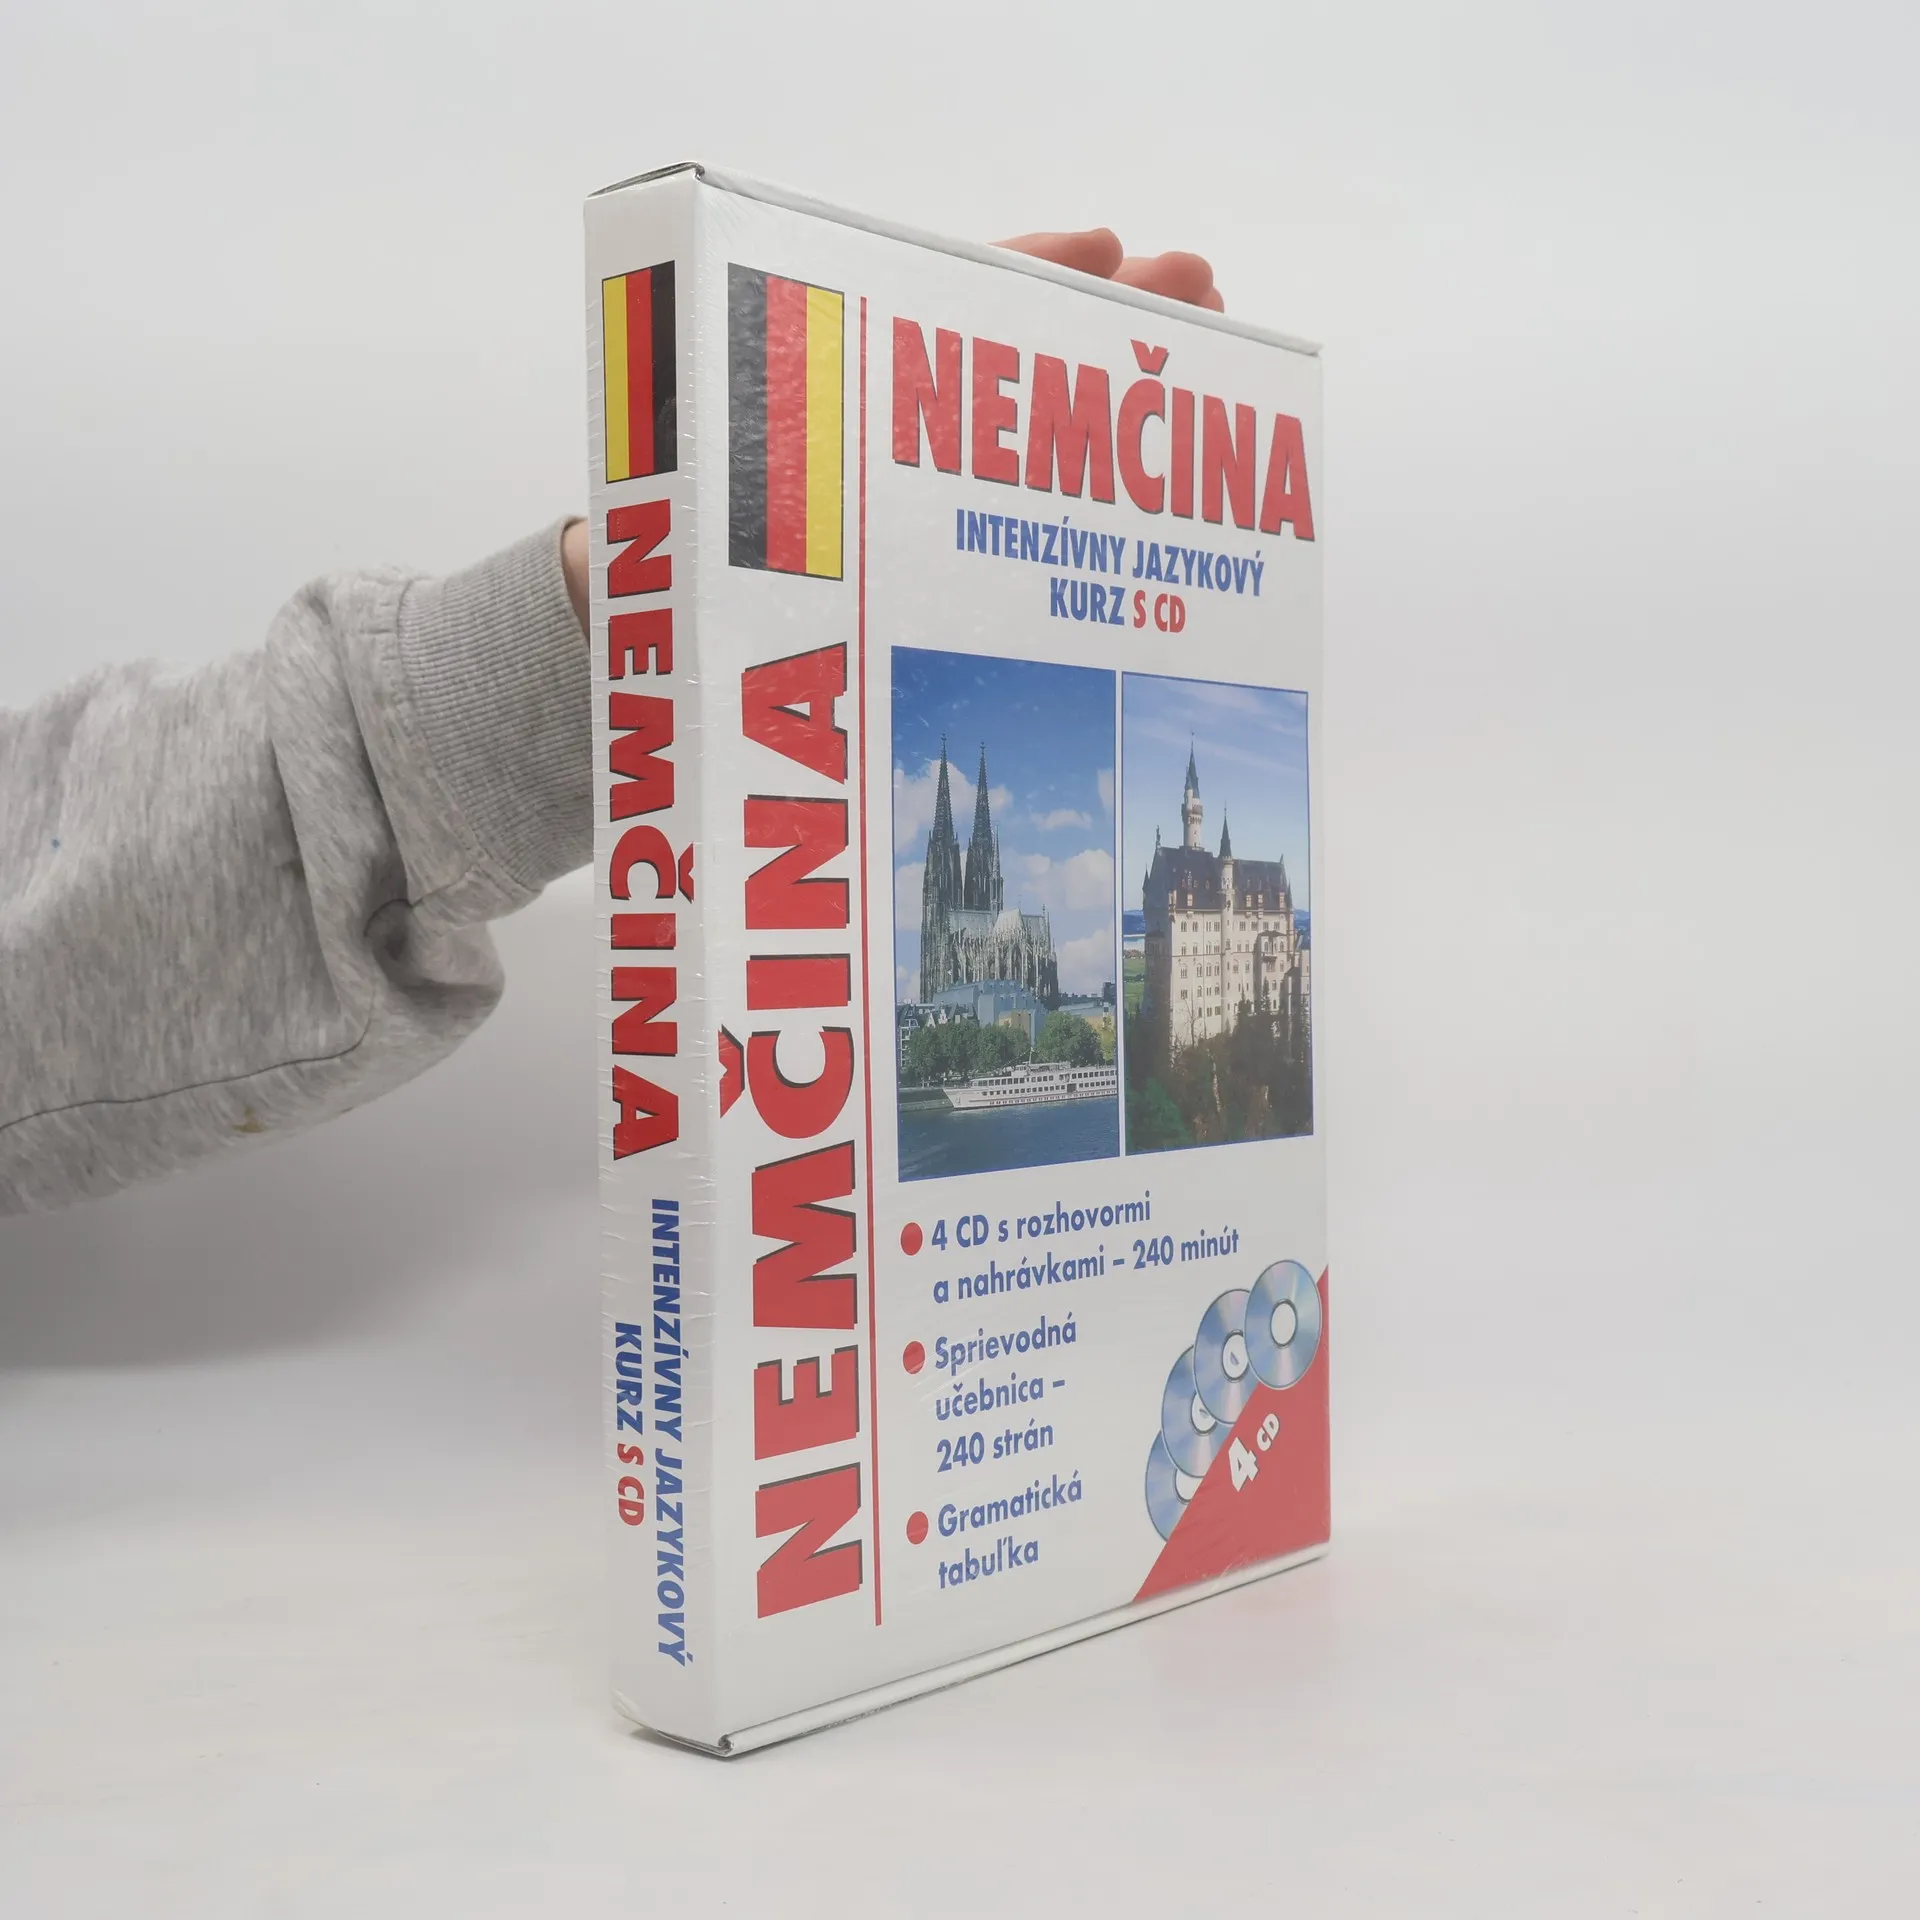 NEMČINA
INTENZÍVNY JAZYKOVÝ
KURZ S CD
NEMČINA
NEMČINA
INTENZÍVNY JAZYKOVÝ
KURZ S CD
4 CD s rozhovormi
a nahrávkami – 240 minút
Sprievodná
učebnica –
240 strán
Gramatická
tabuľka
4 CD